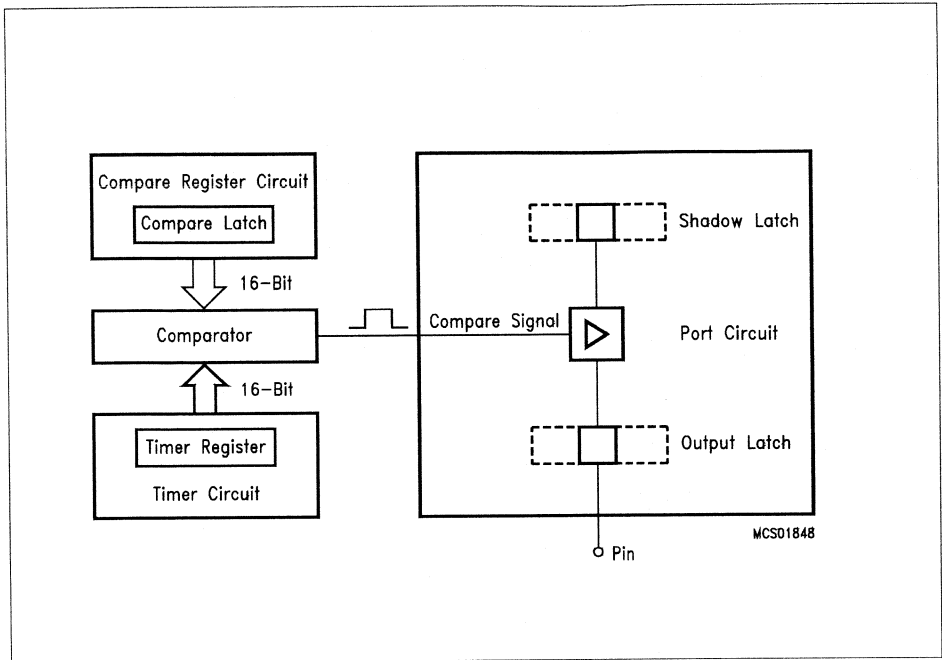 Compare Register Circuit
Compare Latch
16-Bit
Comparator
16-Bit
Timer Register
Timer Circuit
Compare Signal
Shadow Latch
Port Circuit
Output Latch
MCS01848
Pin